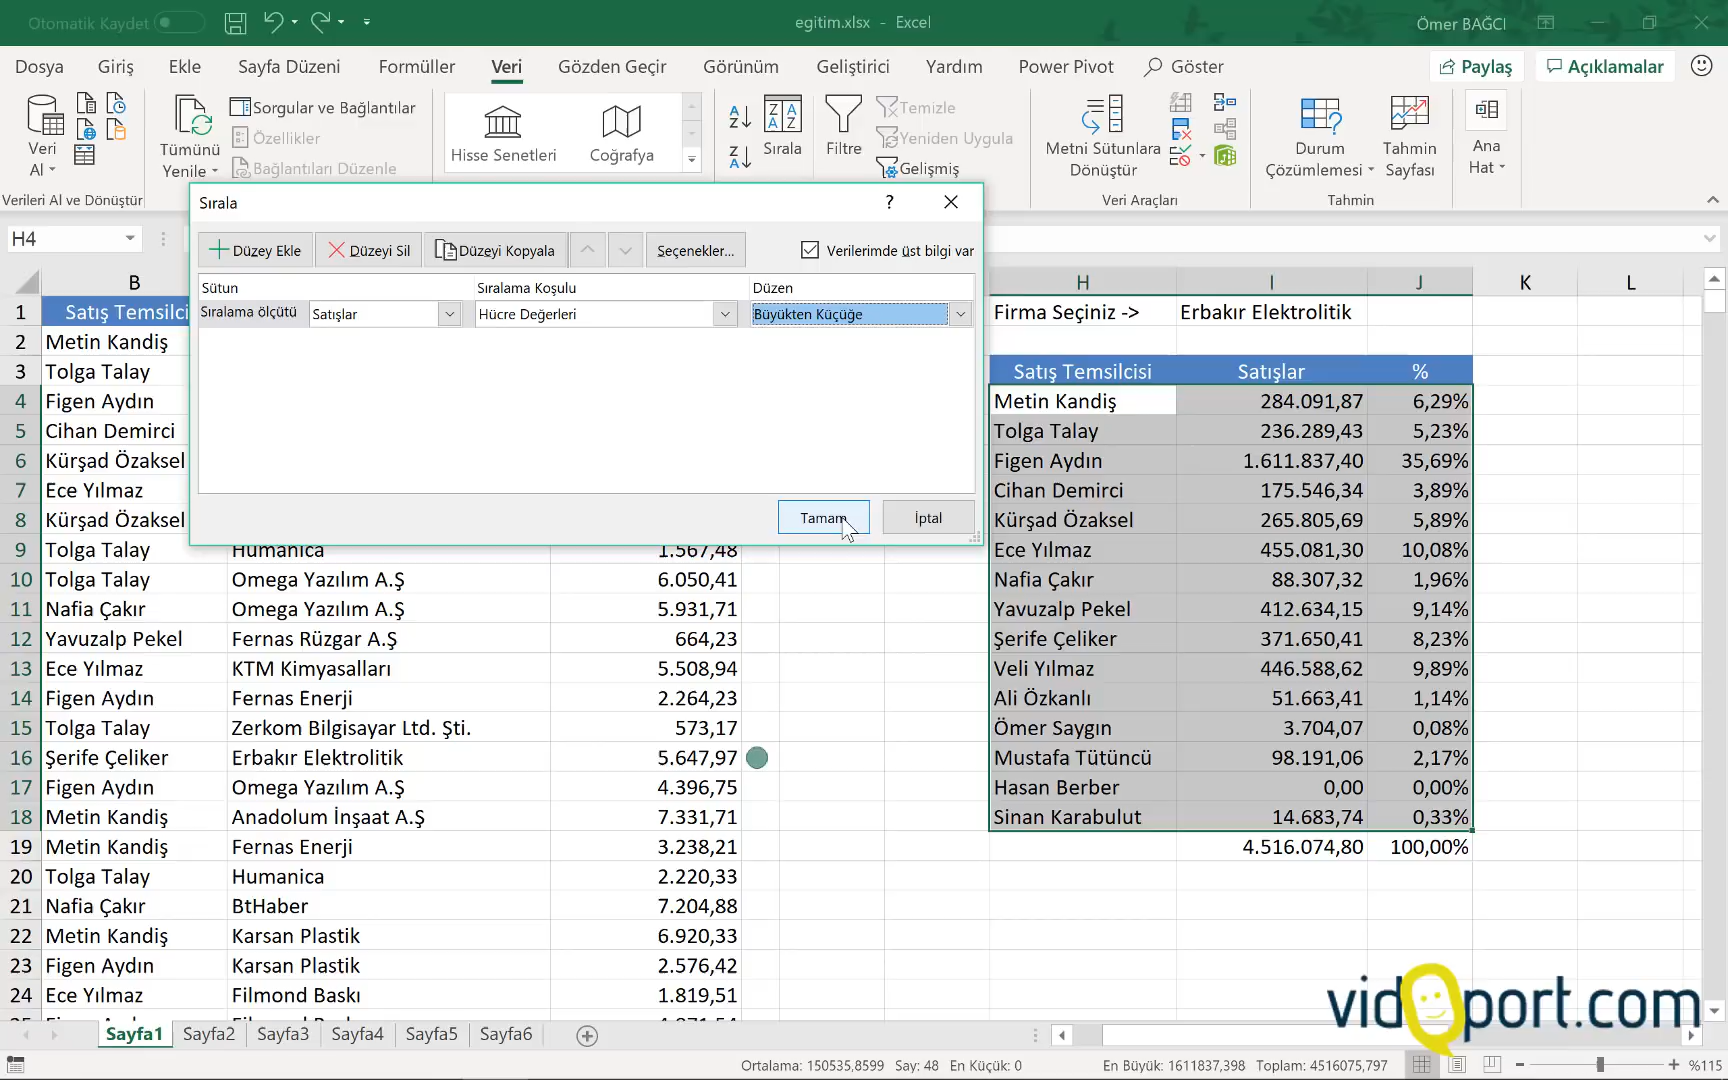 Otomatik Kaydet
egitim.xlsx - Excel
Ömer BAĞCI
Dosya Giriş Ekle Sayfa Düzeni Formüller Veri Gözden Geçir Görünüm Geliştirici Yardım Power Pivot Göster Paylaş Açıklamalar
Veri Al
Tümünü Yenile
Sorgular ve Bağlantılar
Özellikler
Bağlantıları Düzenle
Hisse Senetleri
Coğrafya
Sırala
Filtre
Temizle
Yeniden Uygula
Gelişmiş
Metni Sütunlara Dönüştür
Durum Çözümlemesi
Tahmin Sayfası
Ana Hat
Verileri Al ve Dönüştür
Veri Araçları
Tahmin
H4
Sırala ?
Düzey Ekle Düzeyi Sil Düzeyi Kopyala Seçenekler... Verilerimde üst bilgi var
Sütun Sıralama Koşulu Düzen
Sıralama ölçütü Satışlar Hücre Değerleri Büyükten Küçüğe
Tamam İptal
B H I J K L
1 Satış Temsilci Firma Seçiniz -> Erbakır Elektrolitik
2 Metin Kandiş
3 Tolga Talay Satış Temsilcisi Satışlar %
4 Figen Aydın Metin Kandiş 284.091,87 6,29%
5 Cihan Demirci Tolga Talay 236.289,43 5,23%
6 Kürşad Özaksel Figen Aydın 1.611.837,40 35,69%
7 Ece Yılmaz Cihan Demirci 175.546,34 3,89%
8 Kürşad Özaksel Kürşad Özaksel 265.805,69 5,89%
9 Tolga Talay Humanica 1.567,48 Ece Yılmaz 455.081,30 10,08%
10 Tolga Talay Omega Yazılım A.Ş 6.050,41 Nafia Çakır 88.307,32 1,96%
11 Nafia Çakır Omega Yazılım A.Ş 5.931,71 Yavuzalp Pekel 412.634,15 9,14%
12 Yavuzalp Pekel Fernas Rüzgar A.Ş 664,23 Şerife Çeliker 371.650,41 8,23%
13 Ece Yılmaz KTM Kimyasalları 5.508,94 Veli Yılmaz 446.588,62 9,89%
14 Figen Aydın Fernas Enerji 2.264,23 Ali Özkanlı 51.663,41 1,14%
15 Tolga Talay Zerkom Bilgisayar Ltd. Şti. 573,17 Ömer Saygın 3.704,07 0,08%
16 Şerife Çeliker Erbakır Elektrolitik 5.647,97 Mustafa Tütüncü 98.191,06 2,17%
17 Figen Aydın Omega Yazılım A.Ş 4.396,75 Hasan Berber 0,00 0,00%
18 Metin Kandiş Anadolum İnşaat A.Ş 7.331,71 Sinan Karabulut 14.683,74 0,33%
19 Metin Kandiş Fernas Enerji 3.238,21 4.516.074,80 100,00%
20 Tolga Talay Humanica 2.220,33
21 Nafia Çakır BtHaber 7.204,88
22 Metin Kandiş Karsan Plastik 6.920,33
23 Figen Aydın Karsan Plastik 2.576,42
24 Ece Yılmaz Filmond Baskı 1.819,51
vidoport.com
Sayfa1 Sayfa2 Sayfa3 Sayfa4 Sayfa5 Sayfa6
Ortalama: 150535,8599 Say: 48 En Küçük: 0 En Büyük: 1611837,398 Toplam: 4516075,797 %115